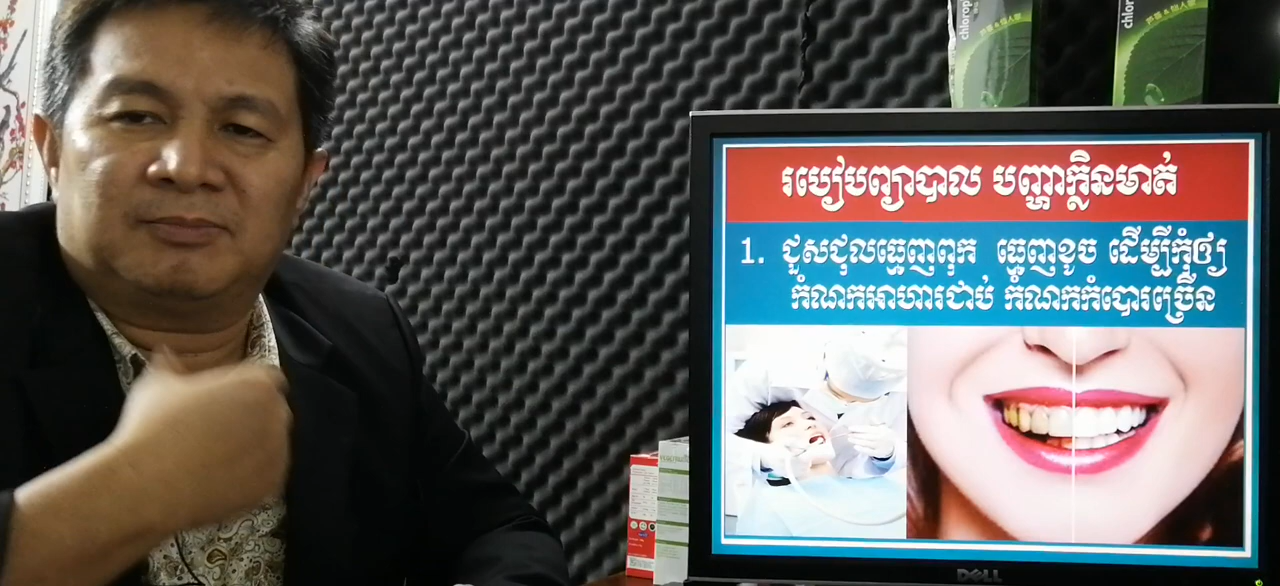 របៀបព្យាបាល បញ្ហាក្លិនមាត់
1. ជួសជុលធ្មេញពុក ធ្មេញខូច ដើម្បីកុំឲ្យ
កំណកអាហារជាប់ កំណកកំបោរច្រើន
DELL